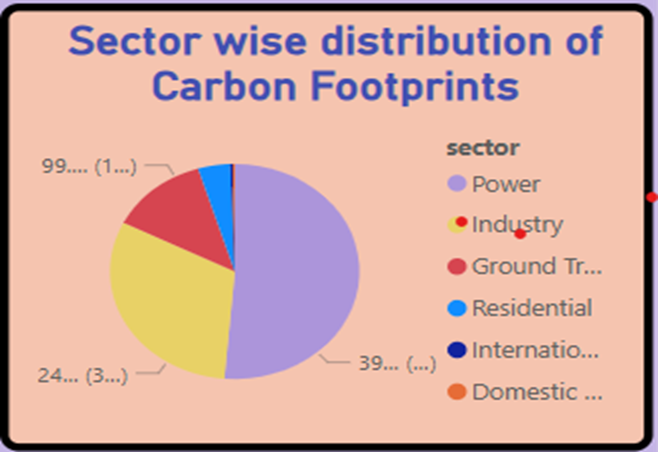 Sector wise distribution of
Carbon Footprints
sector
99.... (1...)
Power
Industry
Ground Tr...
Residential
Internatio...
39... (...)
24... (3...)
Domestic ...